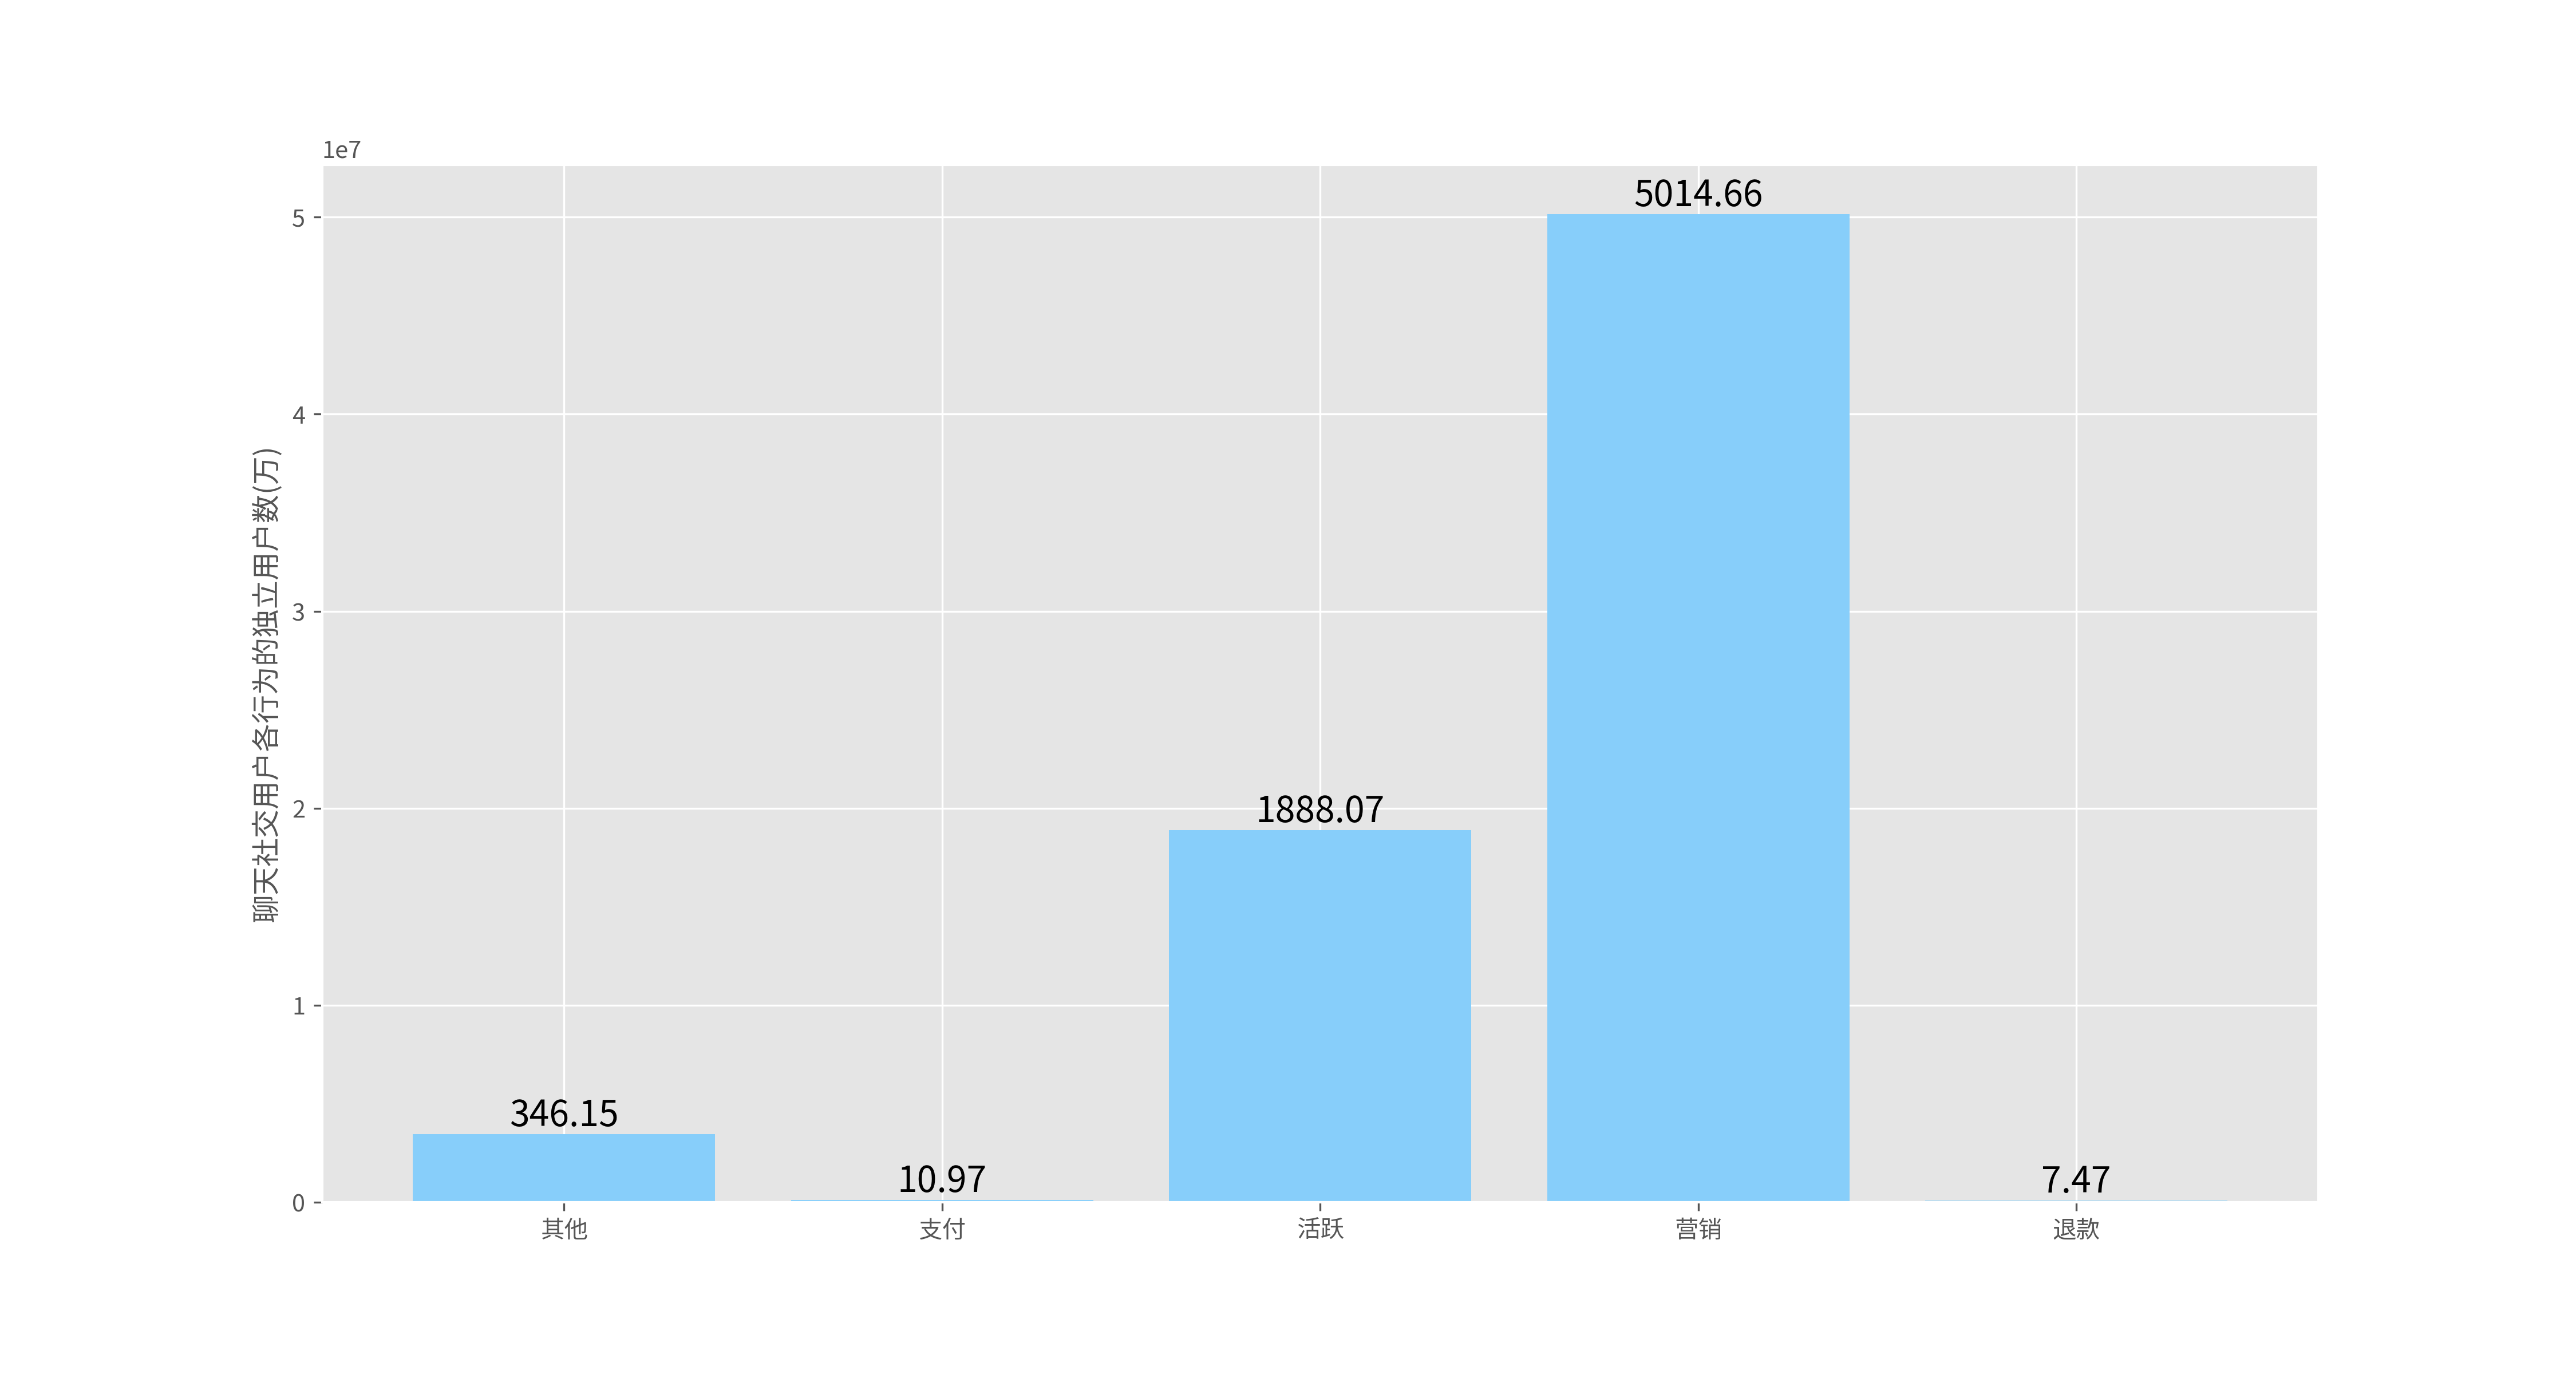 1e7
5
4
3
2
1
0
聊天社交用户各行为的独立用户数(万)
346.15
10.97
1888.07
5014.66
7.47
其他
支付
活跃
营销
退款